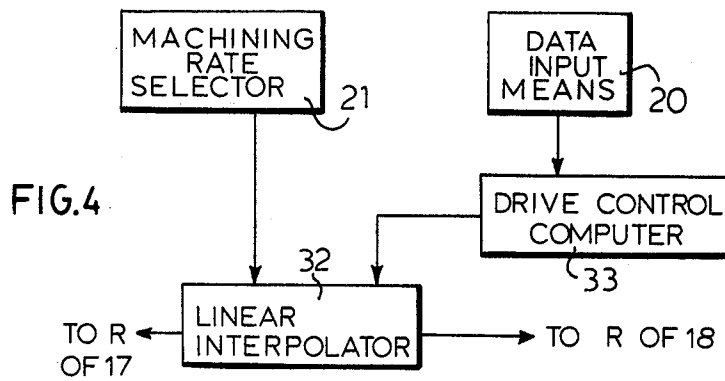 MACHINING
RATE
SELECTOR
21
DATA
INPUT
MEANS
20
FIG.4
DRIVE CONTROL
COMPUTER
33
32
LINEAR
INTERPOLATOR
TO R
OF 17
TO R OF 18